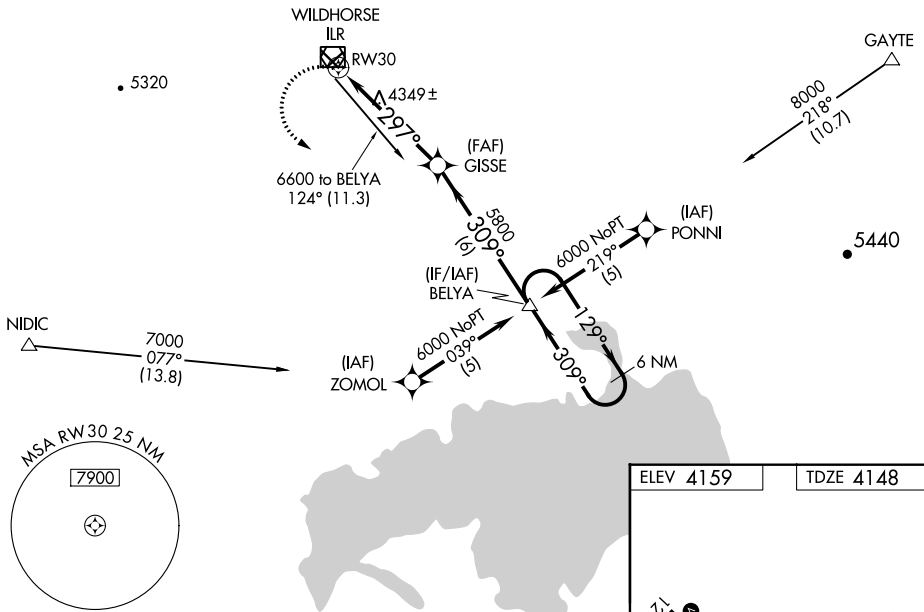 WILDHORSE
ILR
RW30
GAYTE
5320
4349±
297°
8000
218°
(10.7)
(FAF)
GISSE
6600 to BELYA
124° (11.3)
5800
309°
(6)
6000 NoPT
219°
(5)
(IAF)
PONNI
5440
(IF/IAF)
BELYA
NIDIC
7000
077°
(13.8)
6000 NoPT
039°
(5)
(IAF)
ZOMOL
129°
309°
6 NM
MSA RW30 25 NM
7900
ELEV 4159
TDZE 4148
12